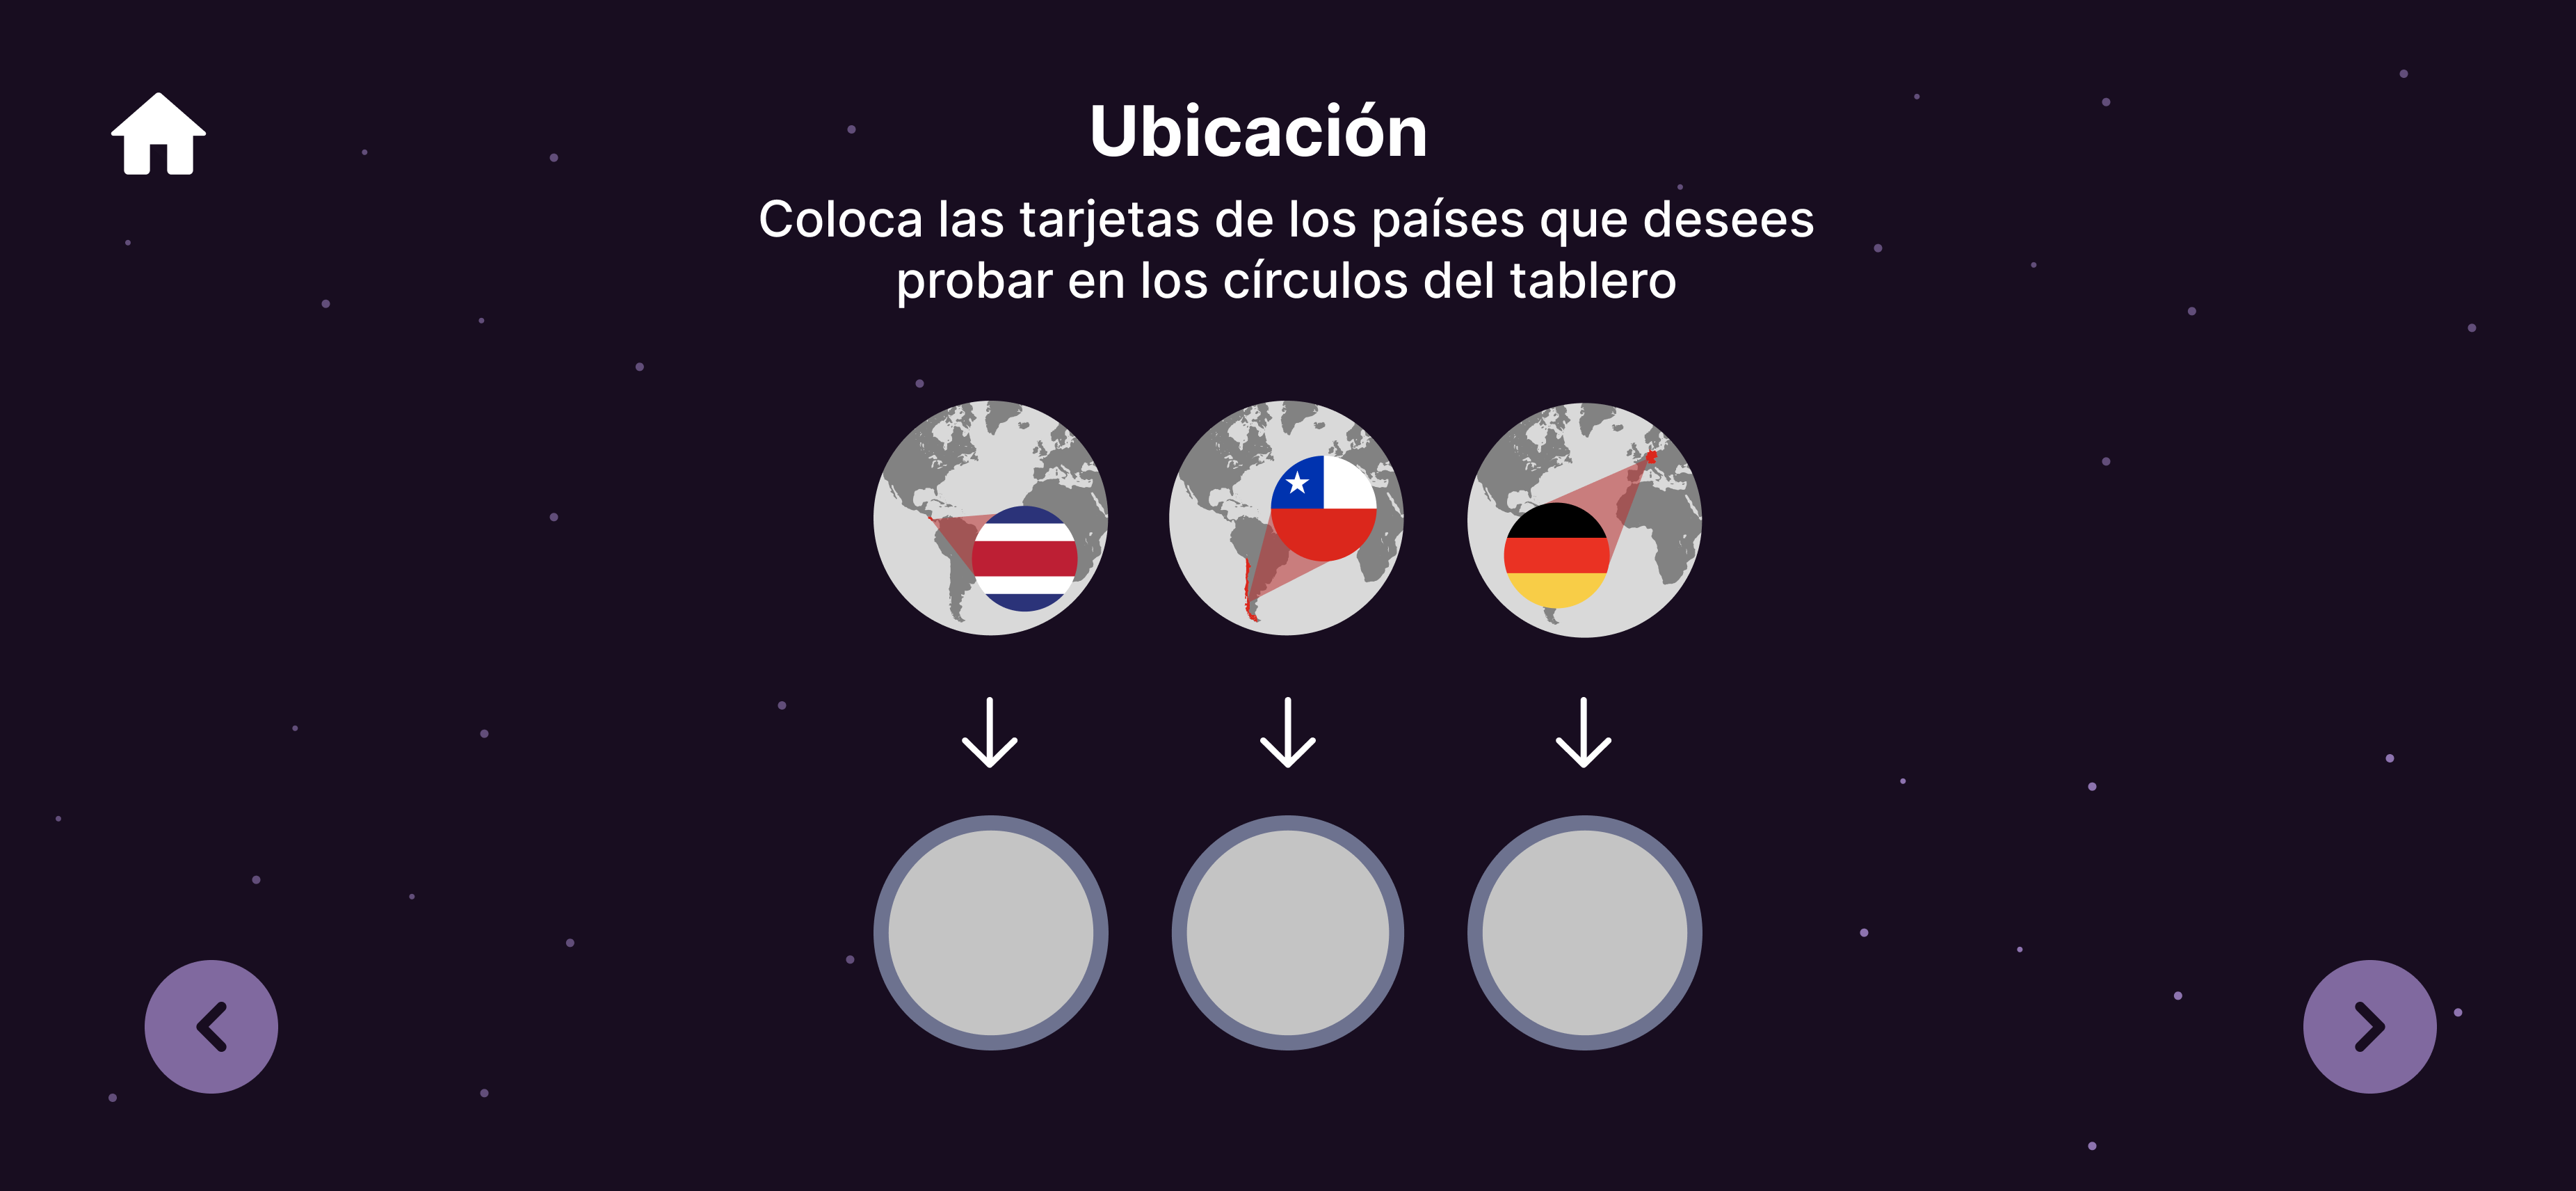 Ubicación
Coloca las tarjetas de los países que desees
probar en los círculos del tablero